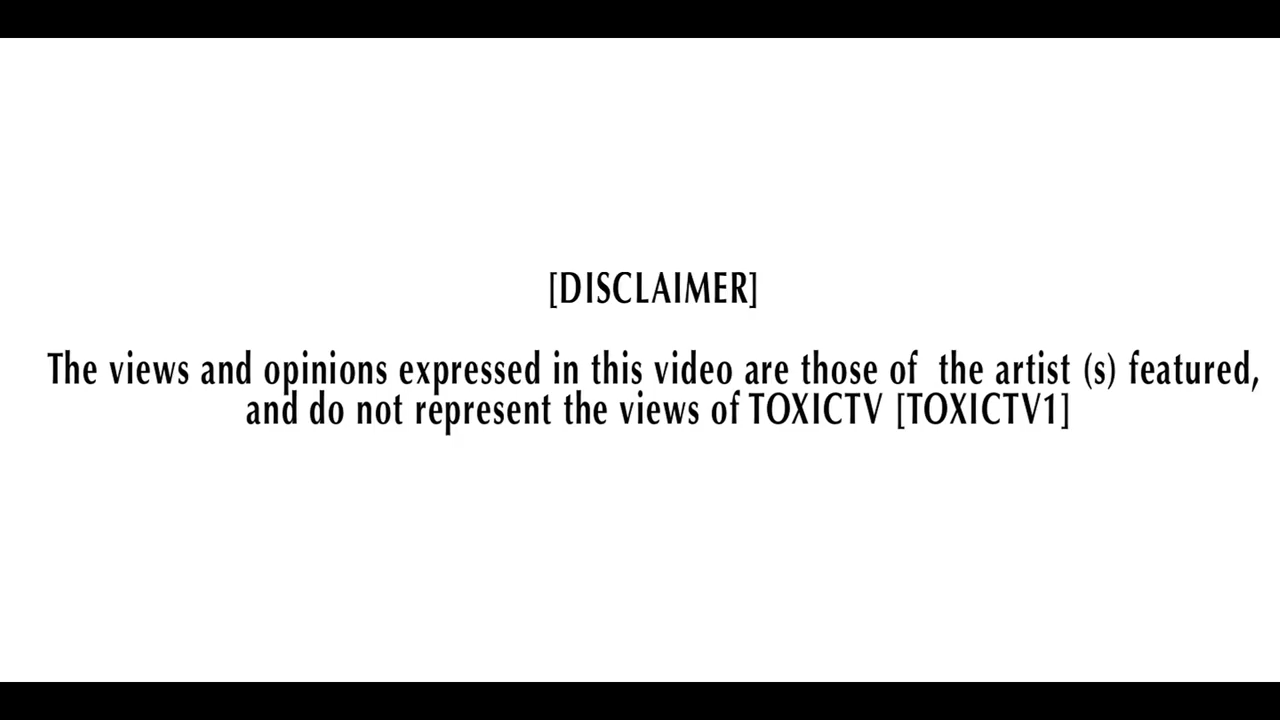 [DISCLAIMER]
The views and opinions expressed in this video are those of  the artist (s) featured,
and do not represent the views of TOXICTV [TOXICTV1]